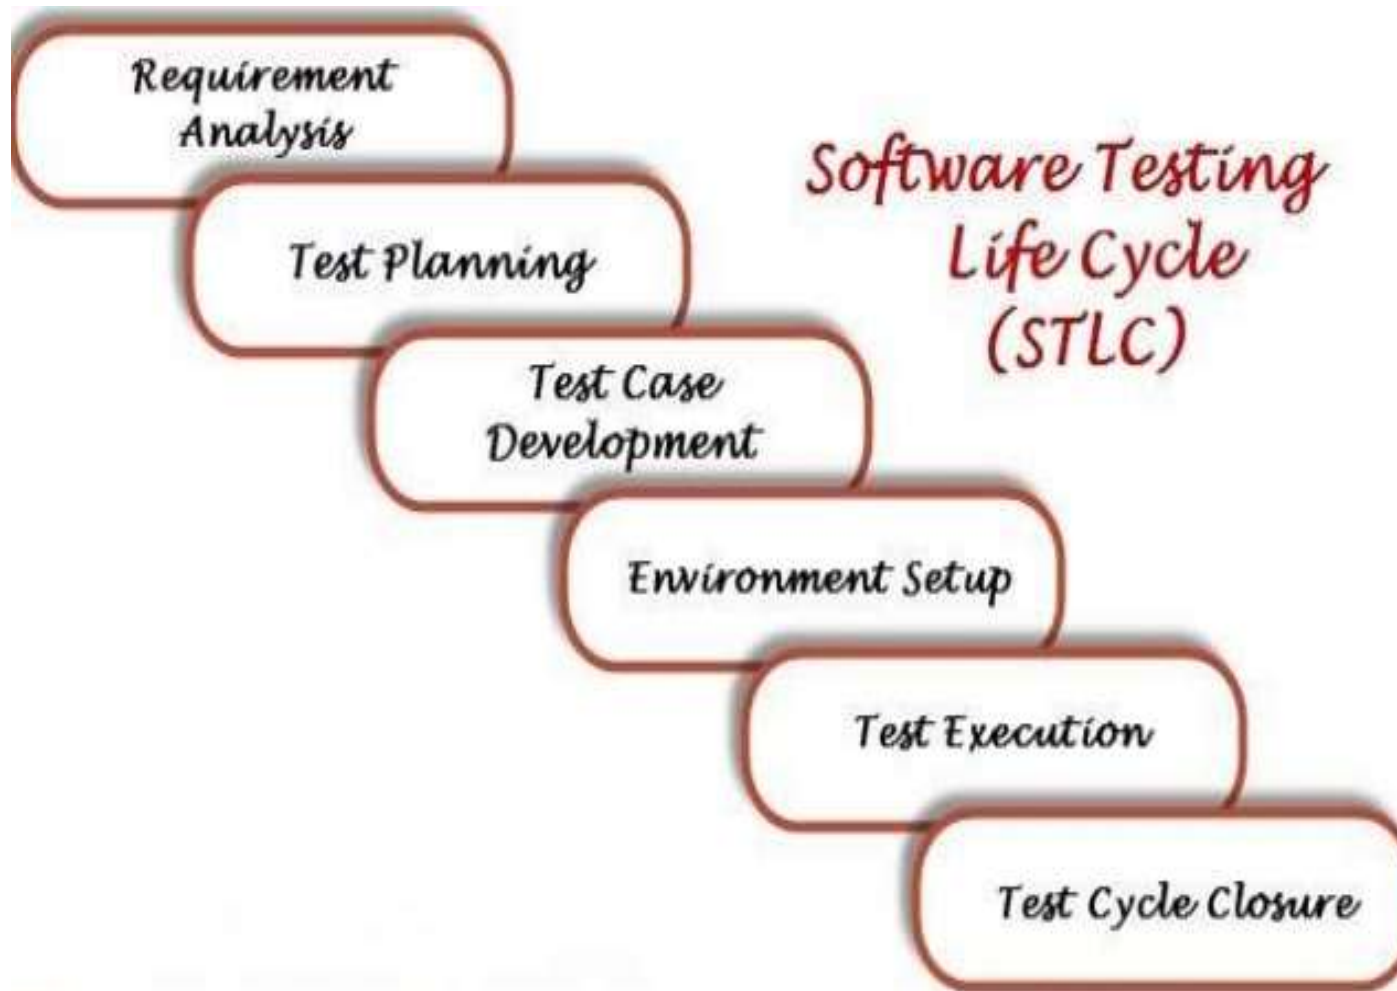 Requirement
Analysis
Test Planning
Test Case
Development
Environment Setup
Test Execution
Test Cycle Closure
Software Testing
Life Cycle
(STLC)